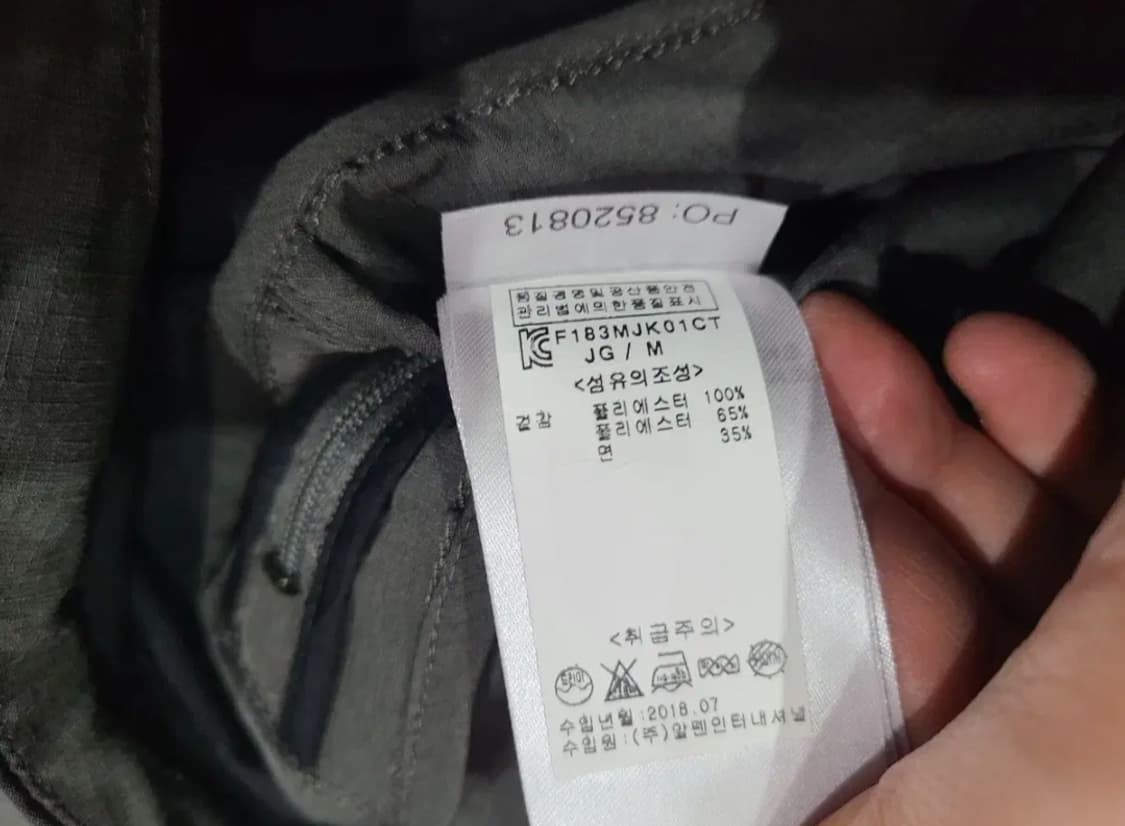 PO: 8520813
품질경영및공산품안전
관리법에의한품질표시
F183MJK01CT
JG / M
<섬유의조성>
겉감 폴리에스터 100%
폴리에스터 65%
면 35%
<취급주의>
드라이
수입년월:2018.07
수입원:(주)알펜인터내셔널